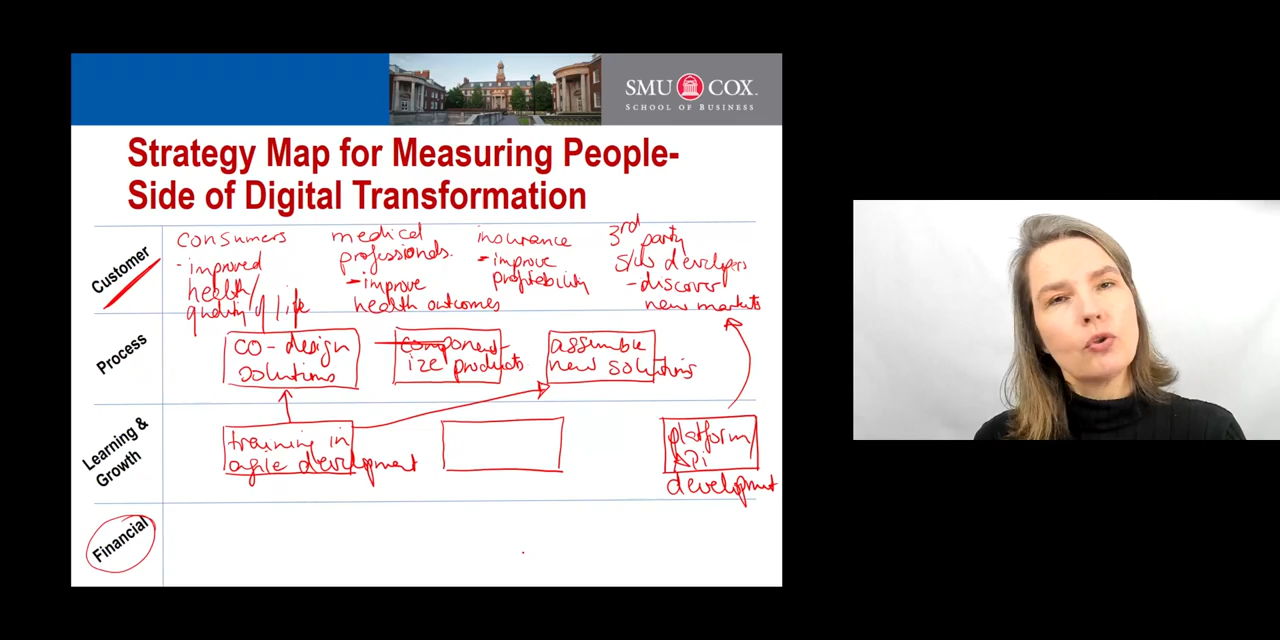 SMU COX
SCHOOL OF BUSINESS
Strategy Map for Measuring People-
Side of Digital Transformation
Customer
consumers
- improved
health/
quality of life
medical
professionals.
- improve
health outcomes
insurance
- improve
profitability
3rd party
s/w developers
- discover
new markets
Process
co-design
solutions
component-
ize products
assemble
new solutions
Learning &
Growth
training in
agile development
platform/
API
development
Financial